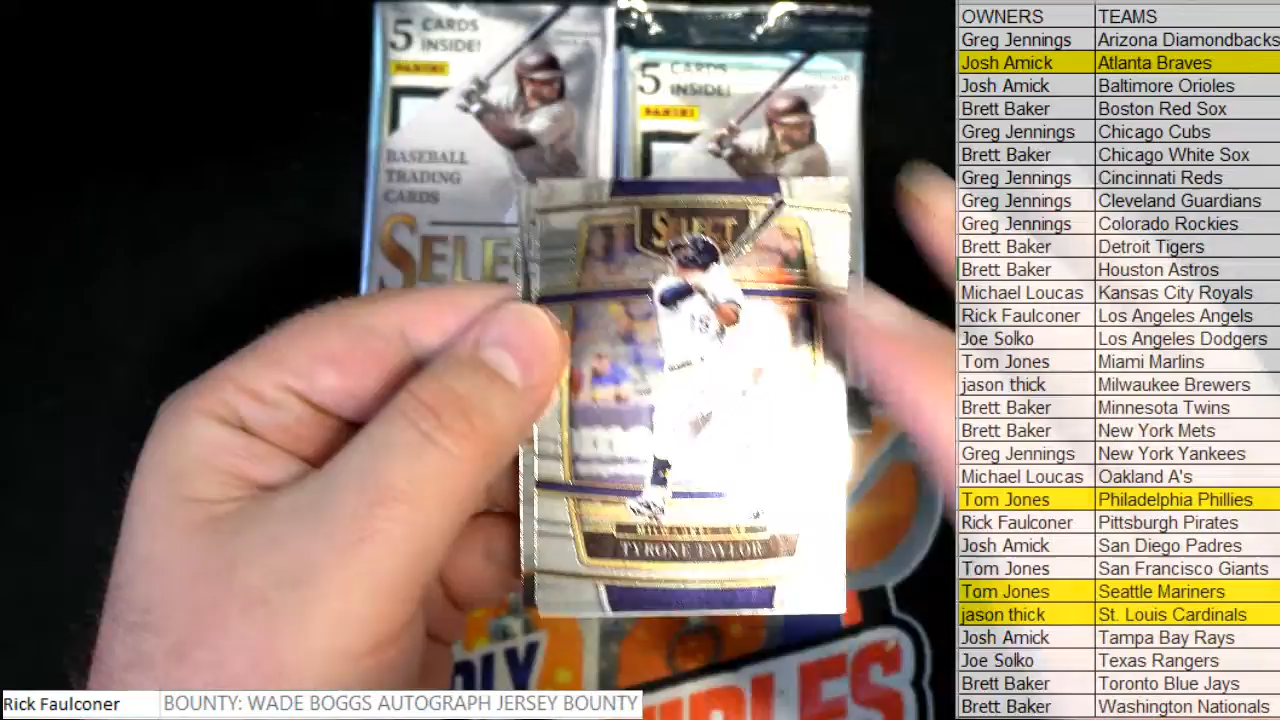 5 CARDS
INSIDE!
PANINI
BASEBALL
TRADING
CARDS
SELE
5 CARDS
INSIDE!
PANINI
SELECT
18
MILWAUKEE
TYRONE TAYLOR
OWNERS TEAMS
Greg Jennings Arizona Diamondbacks
Josh Amick Atlanta Braves
Josh Amick Baltimore Orioles
Brett Baker Boston Red Sox
Greg Jennings Chicago Cubs
Brett Baker Chicago White Sox
Greg Jennings Cincinnati Reds
Greg Jennings Cleveland Guardians
Greg Jennings Colorado Rockies
Brett Baker Detroit Tigers
Brett Baker Houston Astros
Michael Loucas Kansas City Royals
Rick Faulconer Los Angeles Angels
Joe Solko Los Angeles Dodgers
Tom Jones Miami Marlins
jason thick Milwaukee Brewers
Brett Baker Minnesota Twins
Brett Baker New York Mets
Greg Jennings New York Yankees
Michael Loucas Oakland A's
Tom Jones Philadelphia Phillies
Rick Faulconer Pittsburgh Pirates
Josh Amick San Diego Padres
Tom Jones San Francisco Giants
Tom Jones Seattle Mariners
jason thick St. Louis Cardinals
Josh Amick Tampa Bay Rays
Joe Solko Texas Rangers
Brett Baker Toronto Blue Jays
Brett Baker Washington Nationals
Rick Faulconer BOUNTY: WADE BOGGS AUTOGRAPH JERSEY BOUNTY